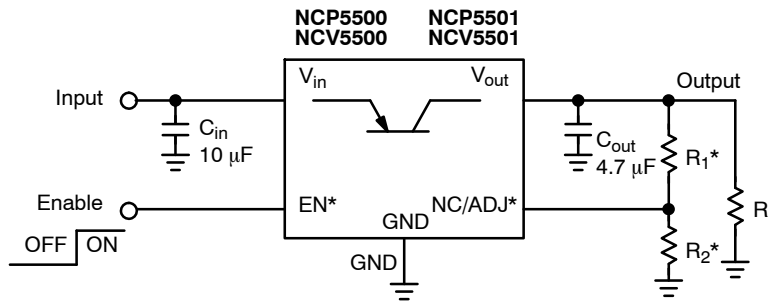 NCP5500 NCP5501
NCV5500 NCV5501
Vin
Vout
Output
Input
Cin
10 μF
Cout
4.7 μF
R1*
Enable
EN*
NC/ADJ*
GND
R
OFF
ON
GND
R2*